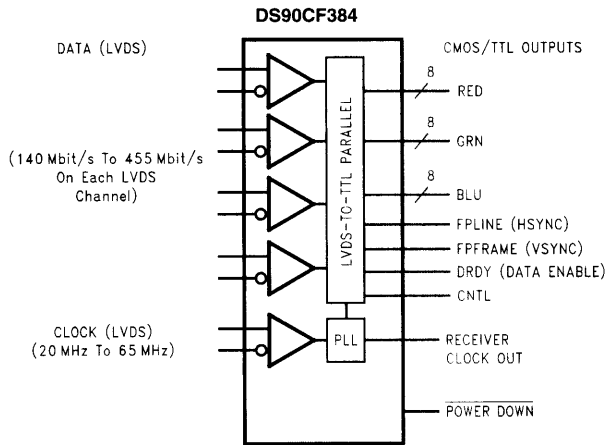 DS90CF384
DATA (LVDS)
CMOS/TTL OUTPUTS
8
RED
8
GRN
(140 Mbit/s To 455 Mbit/s
On Each LVDS
Channel)
8
BLU
LVDS-TO-TTL PARALLEL
FPLINE (HSYNC)
FPFRAME (VSYNC)
DRDY (DATA ENABLE)
CNTL
CLOCK (LVDS)
(20 MHz To 65 MHz)
PLL
RECEIVER
CLOCK OUT
POWER DOWN